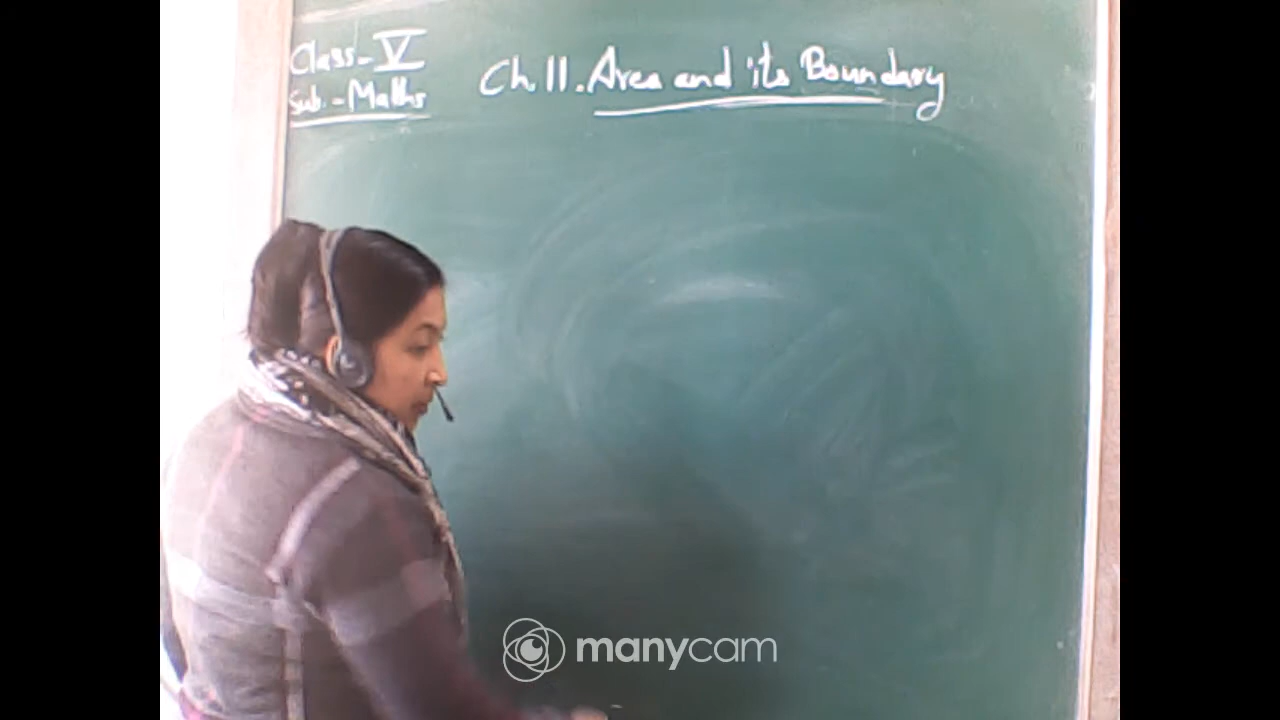 Class - V
Sub. - Maths
Ch. 11. Area and its Boundary
manycam